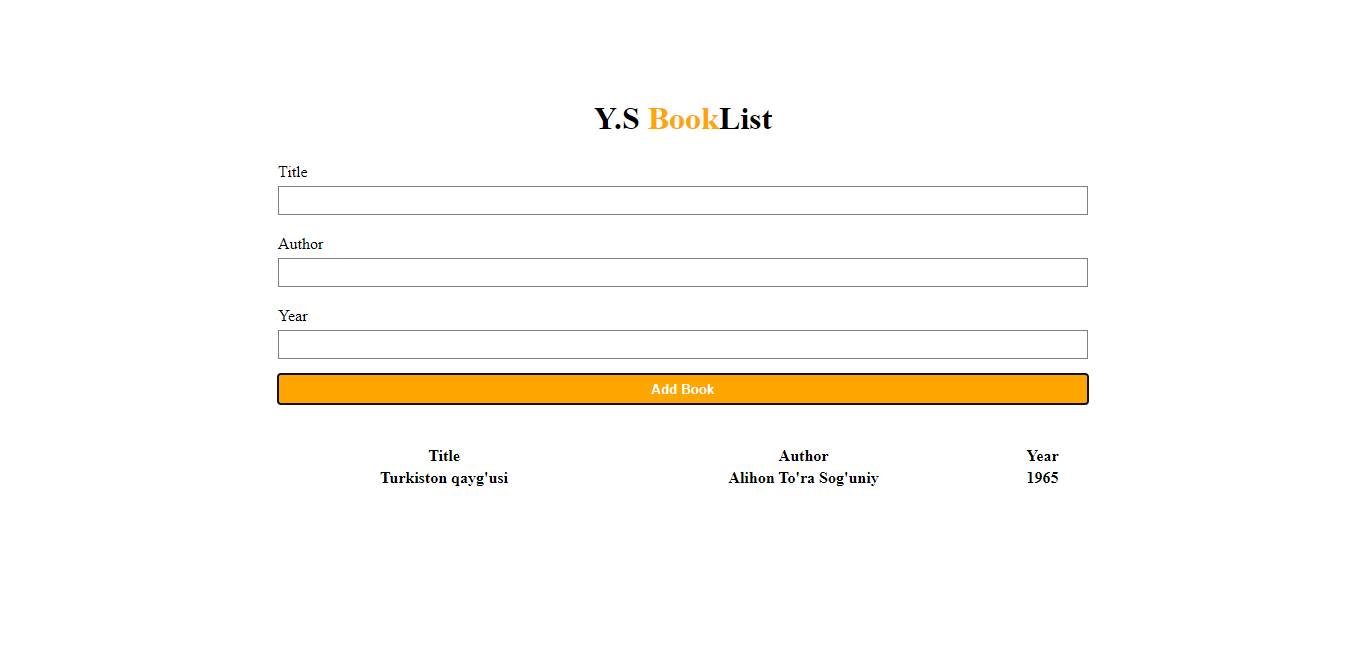 Y.S BookList
Title
Author
Year
Add Book
Title Author Year
Turkiston qayg'usi Alihon To'ra Sog'uniy 1965